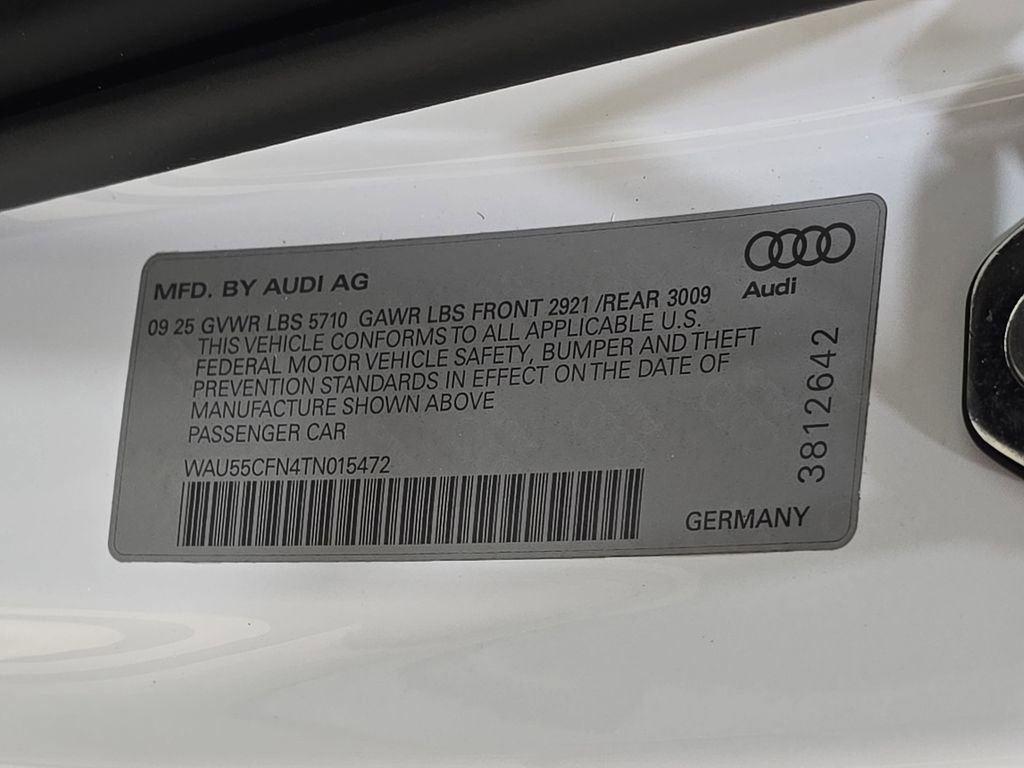 MFD. BY AUDI AG
09 25 GVWR LBS 5710 GAWR LBS FRONT 2921 /REAR 3009
THIS VEHICLE CONFORMS TO ALL APPLICABLE U.S.
FEDERAL MOTOR VEHICLE SAFETY, BUMPER AND THEFT
PREVENTION STANDARDS IN EFFECT ON THE DATE OF
MANUFACTURE SHOWN ABOVE
PASSENGER CAR
WAU55CFN4TN015472
GERMANY
Audi
3812642